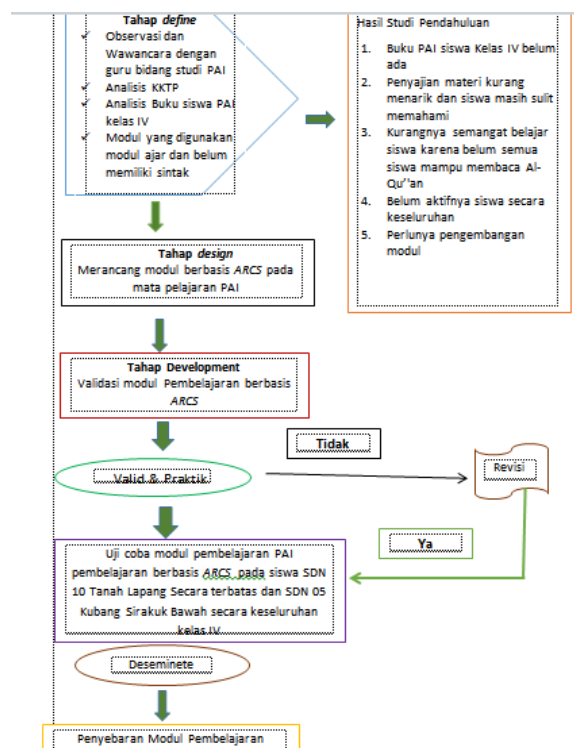 Tahap define
✓ Observasi dan
Wawancara dengan
guru bidang studi PAI
✓ Analisis KKTP
✓ Analisis Buku siswa PAI
kelas IV
✓ Modul yang digunakan
modul ajar dan belum
memiliki sintak
Hasil Studi Pendahuluan
1. Buku PAI siswa Kelas IV belum
ada
2. Penyajian materi kurang
menarik dan siswa masih sulit
memahami
3. Kurangnya semangat belajar
siswa karena belum semua
siswa mampu membaca Al-
Qu''an
4. Belum aktifnya siswa secara
keseluruhan
5. Perlunya pengembangan
modul
Tahap design
Merancang modul berbasis ARCS pada
mata pelajaran PAI
Tahap Development
Validasi modul Pembelajaran berbasis
ARCS
Tidak
Valid & Praktik
Revisi
Ya
Uji coba modul pembelajaran PAI
pembelajaran berbasis ARCS pada siswa SDN
10 Tanah Lapang Secara terbatas dan SDN 05
Kubang Sirakuk Bawah secara keseluruhan
kelas IV
Deseminete
Penyebaran Modul Pembelajaran